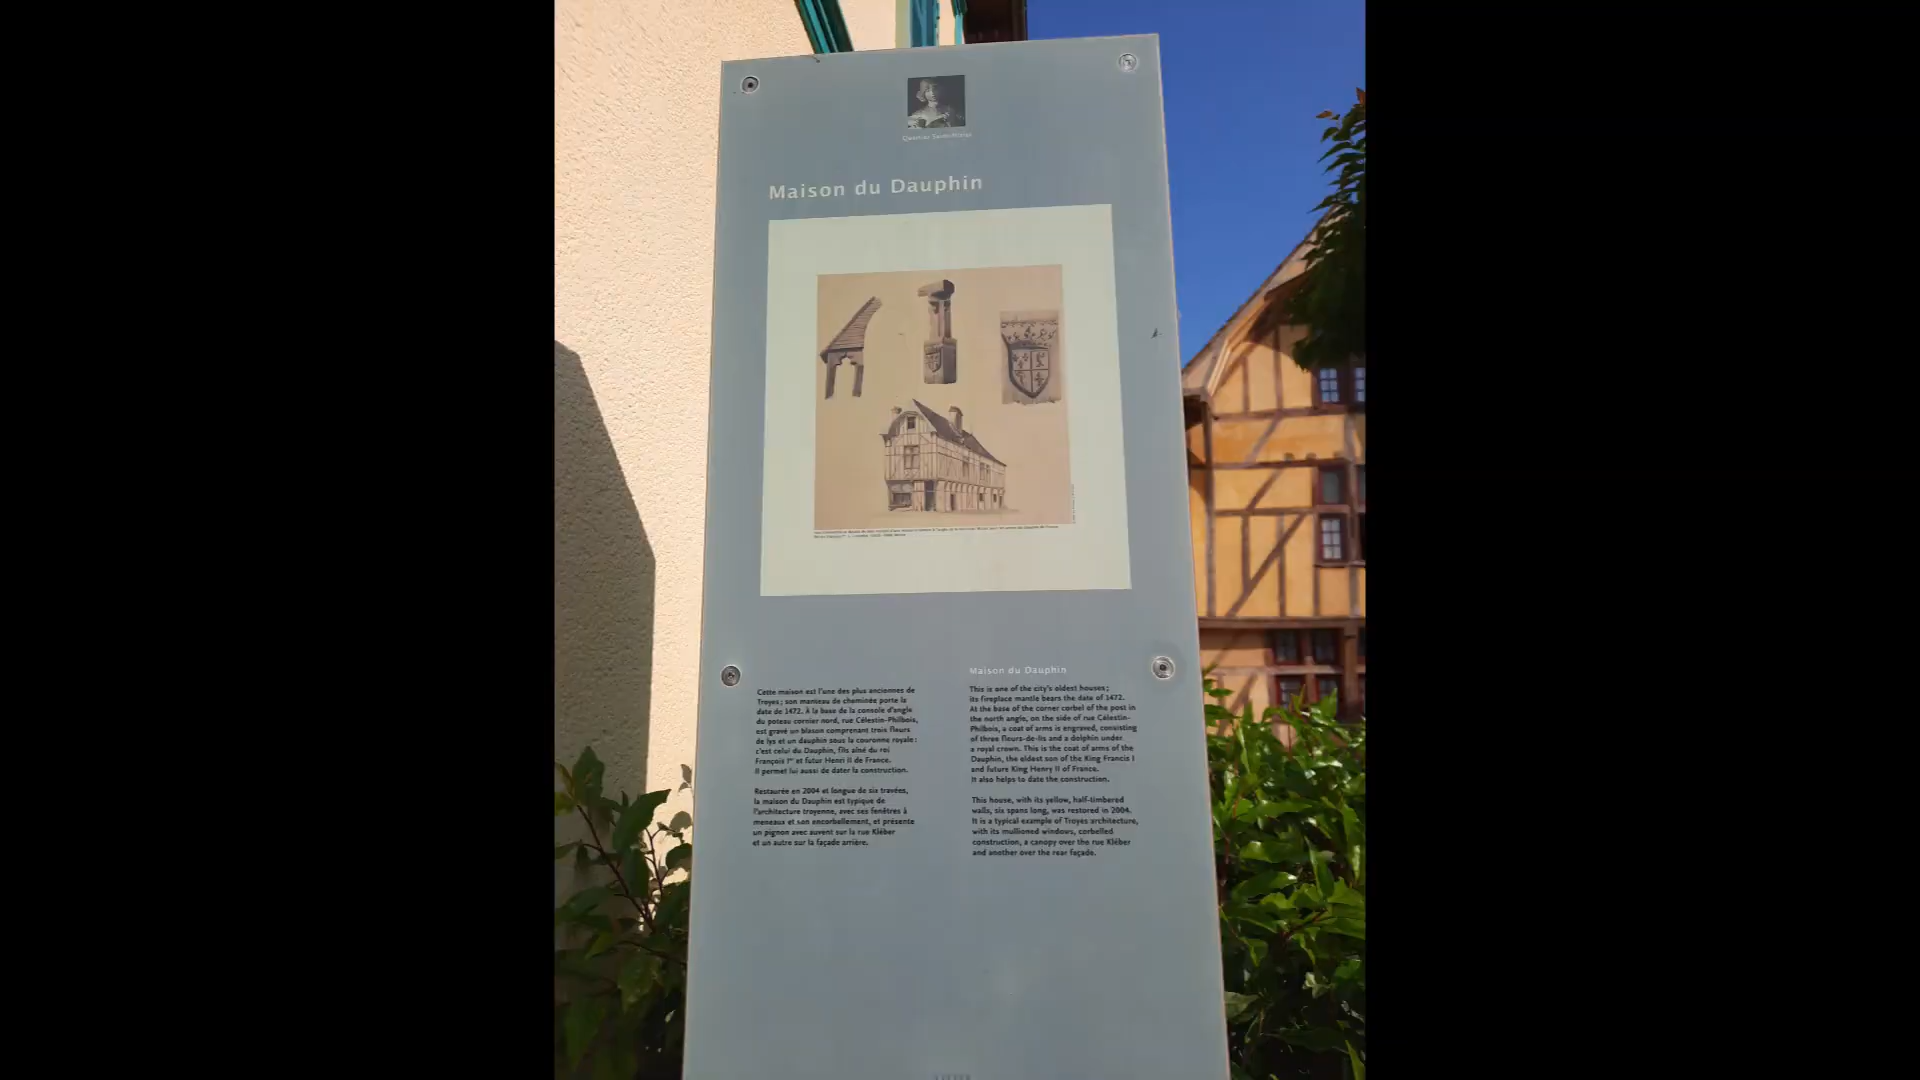 Maison du Dauphin
Cette maison est l'une des plus anciennes de
Troyes ; son manteau de cheminée porte la
date de 1472. À la base de la console d'angle
du poteau cornier nord, rue Célestin-Philbois,
est gravé un blason comprenant trois fleurs
de lys et un dauphin sous la couronne royale :
c'est celui du Dauphin, fils aîné du roi
François Iᵉʳ et futur Henri II de France.
Il permet lui aussi de dater la construction.
Restaurée en 2004 et longue de six travées,
la maison du Dauphin est typique de
l'architecture troyenne, avec ses fenêtres à
meneaux et son encorbellement, et présente
un pignon avec auvent sur la rue Kléber
et un autre sur la façade arrière.
Maison du Dauphin
This is one of the city's oldest houses;
its fireplace mantle bears the date of 1472.
At the base of the corner corbel of the post in
the north angle, on the side of rue Célestin-
Philbois, a coat of arms is engraved, consisting
of three fleurs-de-lis and a dolphin under
a royal crown. This is the coat of arms of the
Dauphin, the eldest son of the King Francis I
and future King Henry II of France.
It also helps to date the construction.
This house, with its yellow, half-timbered
walls, six spans long, was restored in 2004.
It is a typical example of Troyes architecture,
with its mullioned windows, corbelled
construction, a canopy over the rue Kléber
and another over the rear façade.